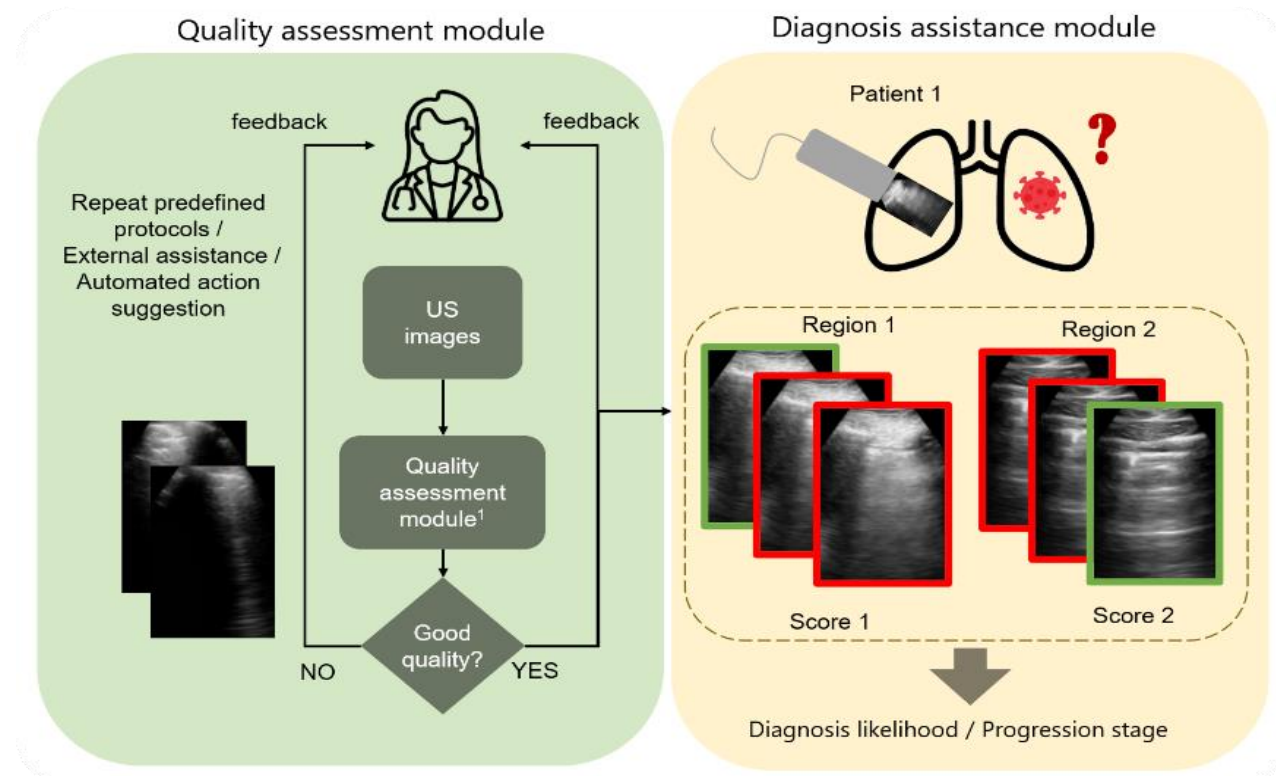 Quality assessment module
feedback
feedback
Repeat predefined
protocols /
External assistance /
Automated action
suggestion
US
images
Quality
assessment
module¹
Good
quality?
NO
YES
Diagnosis assistance module
Patient 1
?
Region 1
Region 2
Score 1
Score 2
Diagnosis likelihood / Progression stage